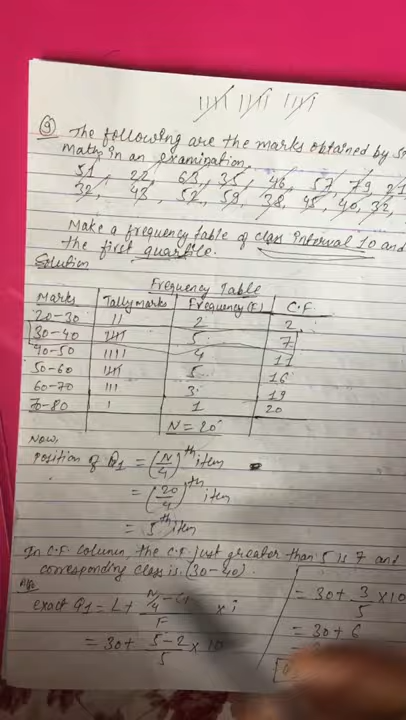 9) The following are the marks obtained by
maths in an examination.
51, 22, 63, 35, 46, 57, 79, 21
32, 43, 52, 59, 38, 45, 40, 32,
Make a frequency table of class interval 10 and
the first quartile.
Solution
Frequency Table
Marks Tallymarks Frequency (F) C.F
20-30 || 2 2
30-40 5 7
40-50 |||| 4 11
50-60 5 16
60-70 ||| 3 19
70-80 | 1 20
N = 20
Now,
position of Q1 = (N/4)th item
= (20/4)th item
= 5th item
In C.F column, the C.F just greater than 5 is 7 and
corresponding class is (30-40).
exact Q1 = L + N/4 - × i
F
= 30 + 5-2/5 × 10
= 30 + 3/5 × 10
= 30 + 6